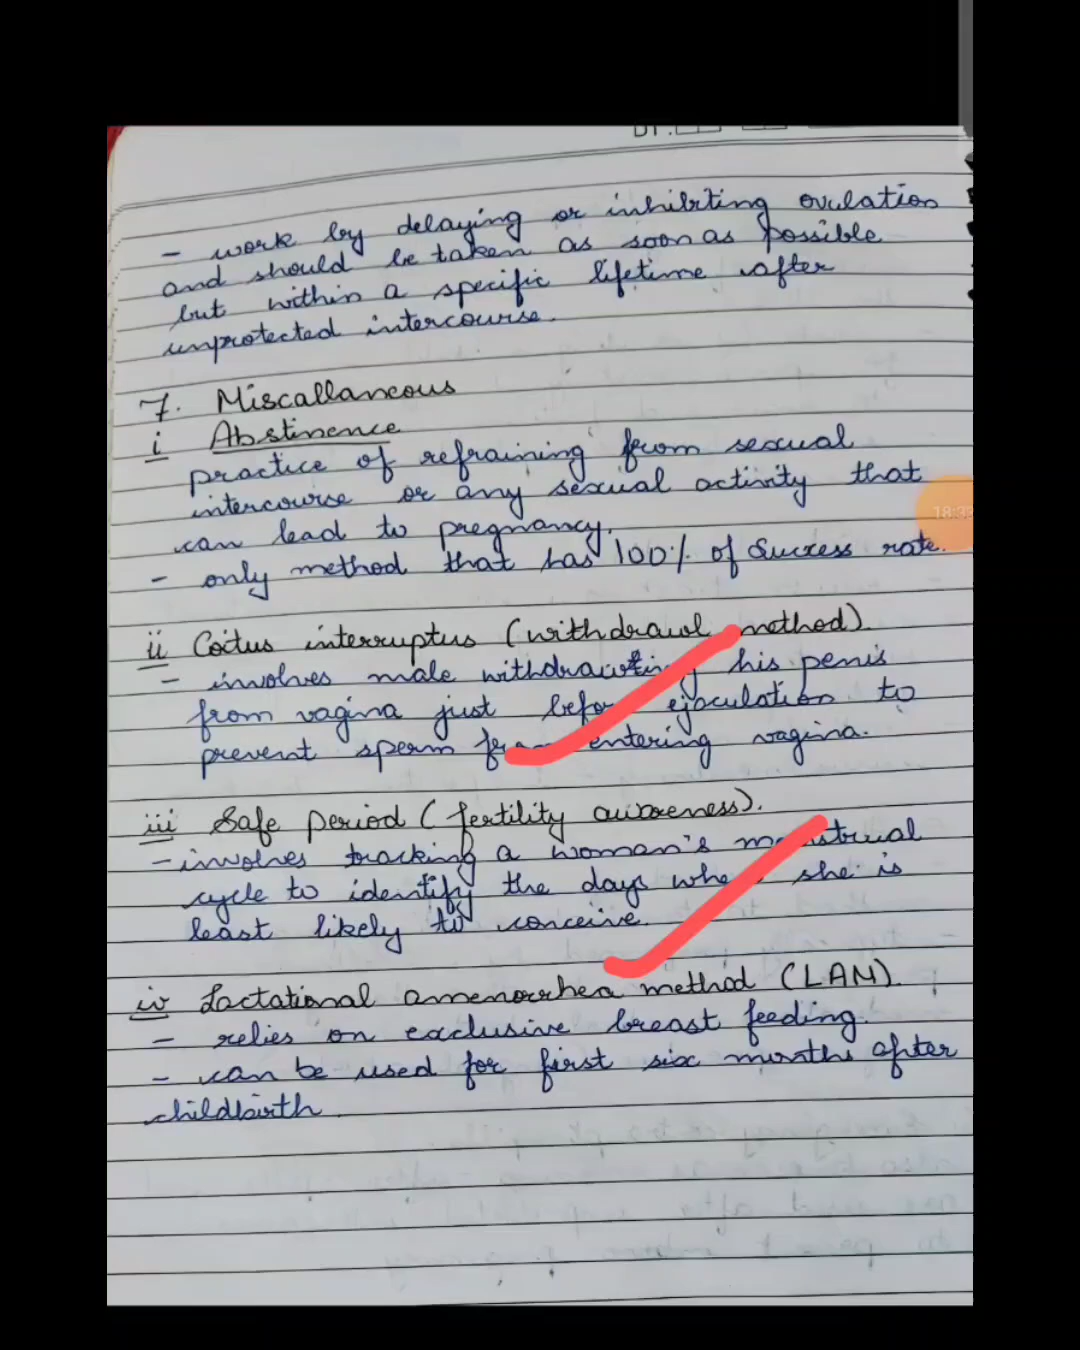 DT.
- work by delaying or inhibiting ovulation
and should be taken as soon as possible
but within a specific lifetime after
unprotected intercourse.
7. Miscallaneous
i Abstinence
practice of refraining from sexual
intercourse or any sexual activity that
can lead to pregnancy.
- only method that has 100% of success rate.
ii Coitus interruptus (withdrawl method).
- involves male withdrawting his penis
from vagina just before ejaculation to
prevent sperm from entering vagina.
iii Safe period (fertility awareness).
- involves tracking a woman's menstrual
cycle to identify the days when she is
least likely to conceive.
iv Lactational amenorrhea method (LAM).
- relies on exclusive breast feeding.
- can be used for first six months after
childbirth.